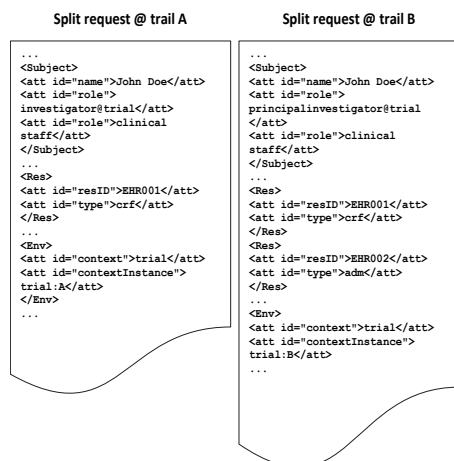 Split request @ trail A
...
<Subject>
<att id="name">John Doe</att>
<att id="role">
investigator@trial</att>
<att id="role">clinical
staff</att>
</Subject>
...
<Res>
<att id="resID">EHR001</att>
<att id="type">crf</att>
</Res>
...
<Env>
<att id="context">trial</att>
<att id="contextInstance">
trial:A</att>
</Env>
...
Split request @ trail B
...
<Subject>
<att id="name">John Doe</att>
<att id="role">
principalinvestigator@trial
</att>
<att id="role">clinical
staff</att>
</Subject>
...
<Res>
<att id="resID">EHR001</att>
<att id="type">crf</att>
</Res>
<Res>
<att id="resID">EHR002</att>
<att id="type">adm</att>
</Res>
...
<Env>
<att id="context">trial</att>
<att id="contextInstance">
trial:B</att>
...